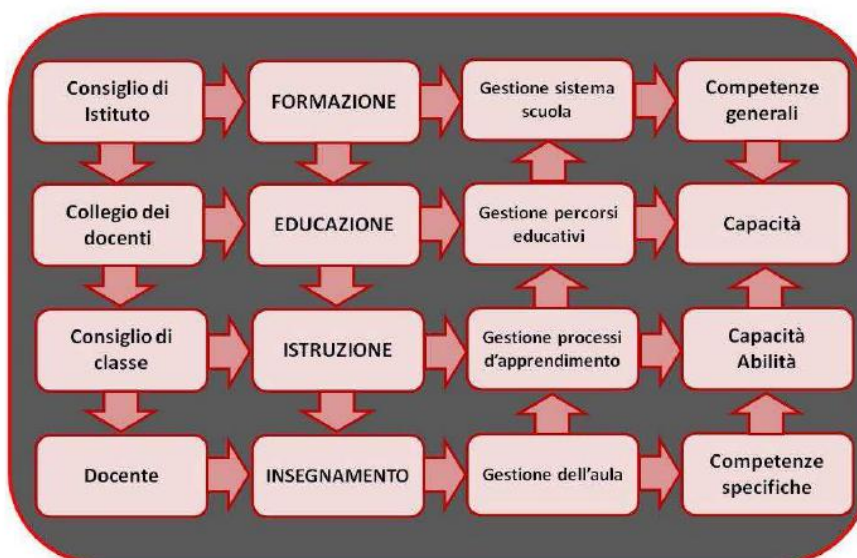 Consiglio di
Istituto
FORMAZIONE
Gestione sistema
scuola
Competenze
generali
Collegio dei
docenti
EDUCAZIONE
Gestione percorsi
educativi
Capacità
Consiglio di
classe
ISTRUZIONE
Gestione processi
d'apprendimento
Capacità
Abilità
Docente
INSEGNAMENTO
Gestione dell'aula
Competenze
specifiche